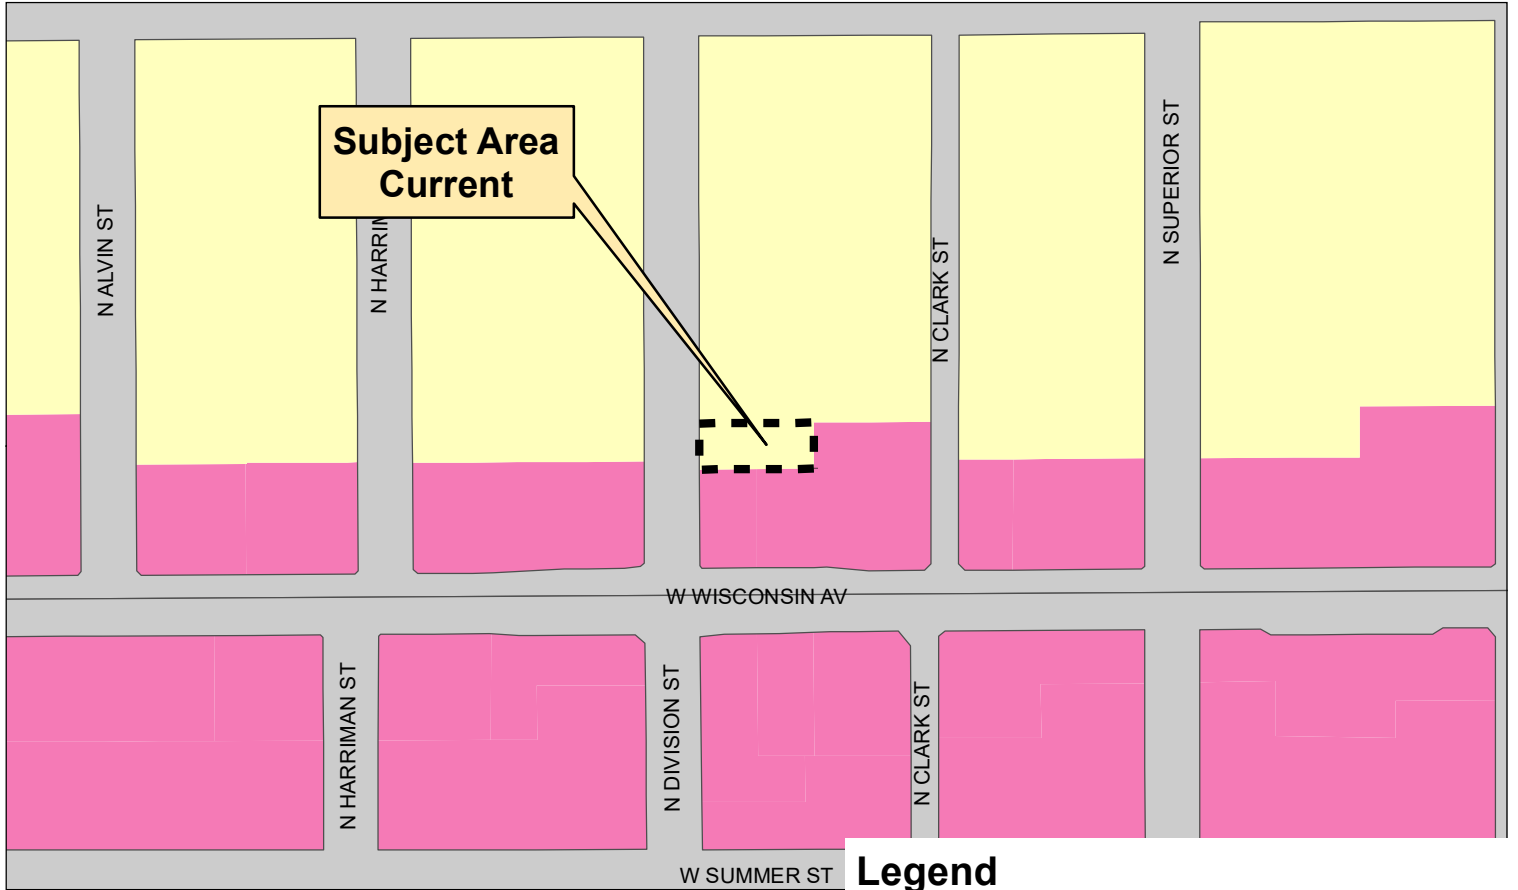 Subject Area
Current
N ALVIN ST
N HARRIM
N CLARK ST
N SUPERIOR ST
W WISCONSIN AV
N HARRIMAN ST
N DIVISION ST
N CLARK ST
W SUMMER ST
Legend